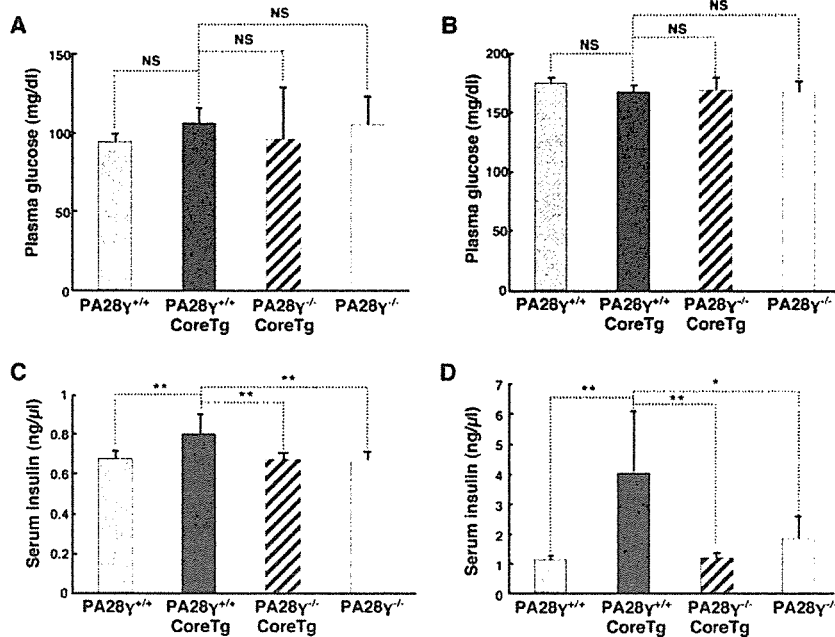 A
NS
NS
NS
Plasma glucose (mg/dl)
150
100
50
0
PA28γ+/+
PA28γ+/+
CoreTg
PA28γ-/-
CoreTg
PA28γ-/-
B
NS
NS
NS
Plasma glucose (mg/dl)
200
150
100
50
0
PA28γ+/+
PA28γ+/+
CoreTg
PA28γ-/-
CoreTg
PA28γ-/-
C
**
**
**
Serum insulin (ng/μl)
1
0.8
0.6
0.4
0.2
0
PA28γ+/+
PA28γ+/+
CoreTg
PA28γ-/-
CoreTg
PA28γ-/-
D
*
**
**
Serum insulin (ng/μl)
7
6
5
4
3
2
1
0
PA28γ+/+
PA28γ+/+
CoreTg
PA28γ-/-
CoreTg
PA28γ-/-